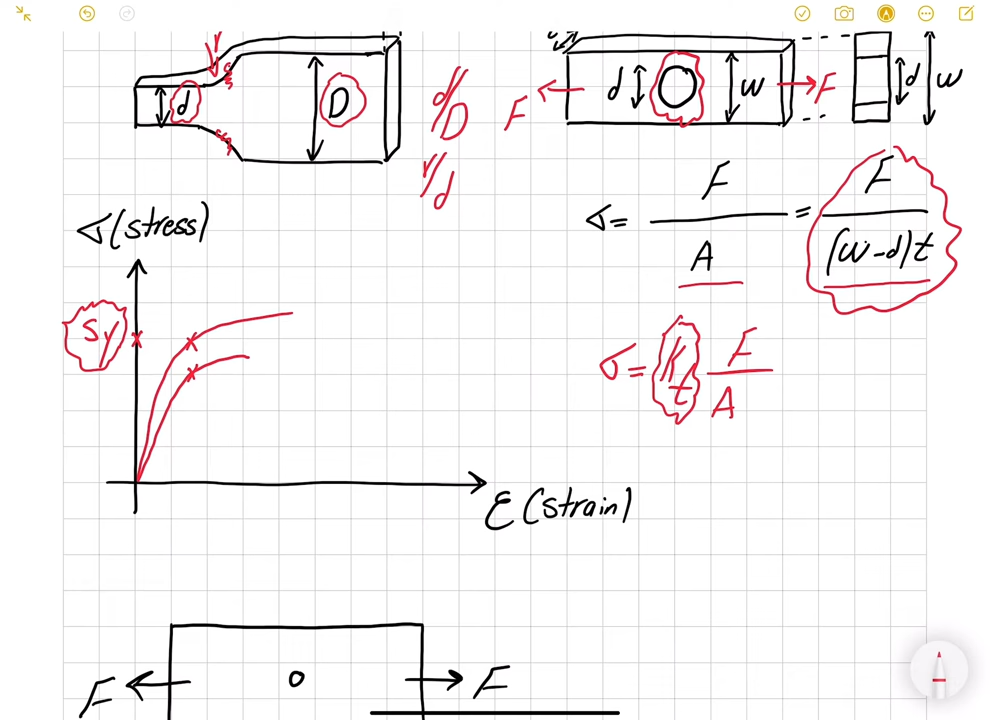 r
d
D
d/D
r/d
F
d
w
F
d
w
σ = F / A = F / (w-d)t
σ (stress)
Sy
σ = Kt F / A
ε (strain)
F
F